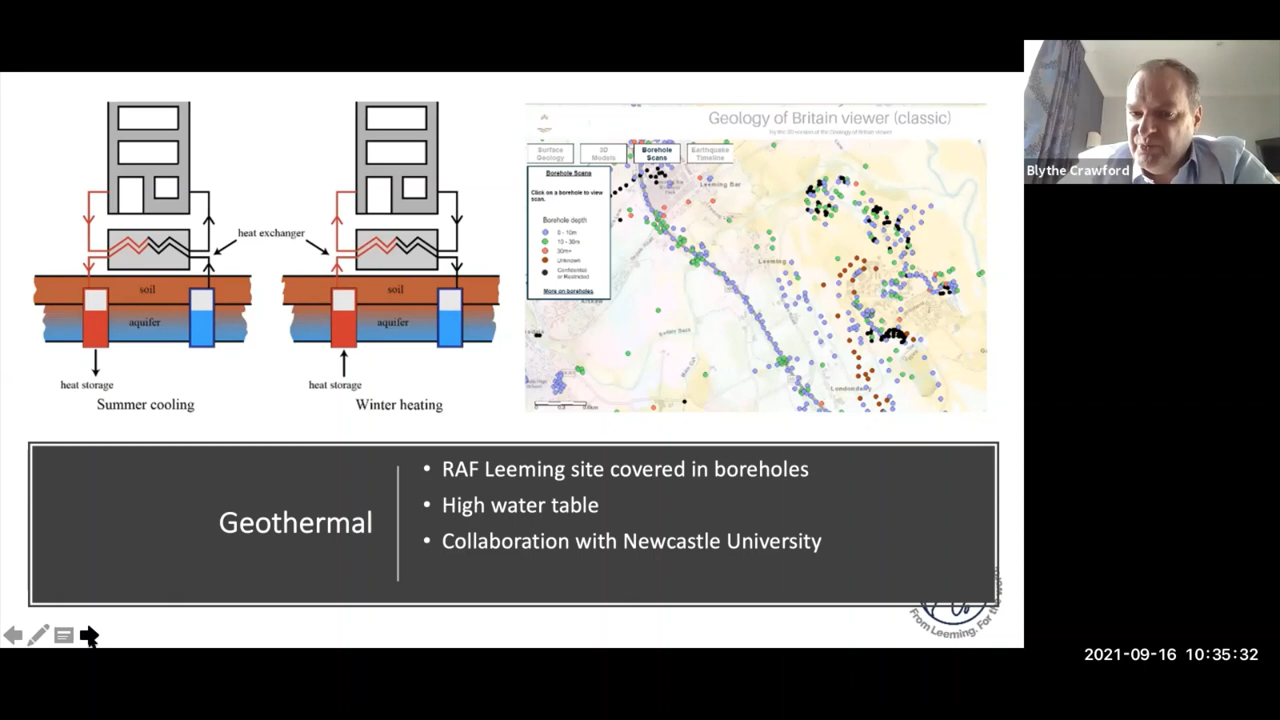 heat exchanger
soil
aquifer
heat storage
Summer cooling
soil
aquifer
heat storage
Winter heating
Geology of Britain viewer (classic)
Surface
Geology
3D
Models
Borehole
Scans
Earthquake
Timeline
Borehole Scans
Click on a borehole to view
scan.
Borehole depth
0 - 10m
10 - 30m
30m+
Unknown
Confidential
or Restricted
More on boreholes
Leeming Bar
Leeming
Londonderry
Geothermal
• RAF Leeming site covered in boreholes
• High water table
• Collaboration with Newcastle University
From Leeming. For the
Blythe Crawford
2021-09-16 10:35:32